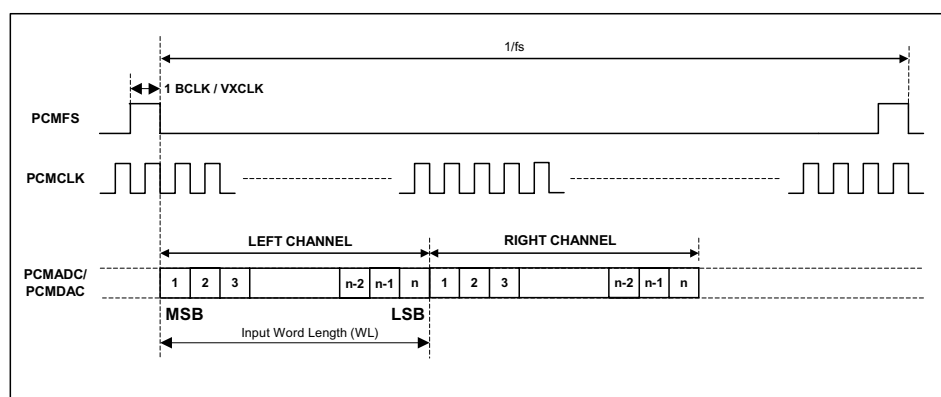 1/fs
1 BCLK / VXCLK
PCMFS
PCMCLK
LEFT CHANNEL RIGHT CHANNEL
PCMADC/
PCMDAC
1 2 3 n-2 n-1 n 1 2 3 n-2 n-1 n
MSB LSB
Input Word Length (WL)